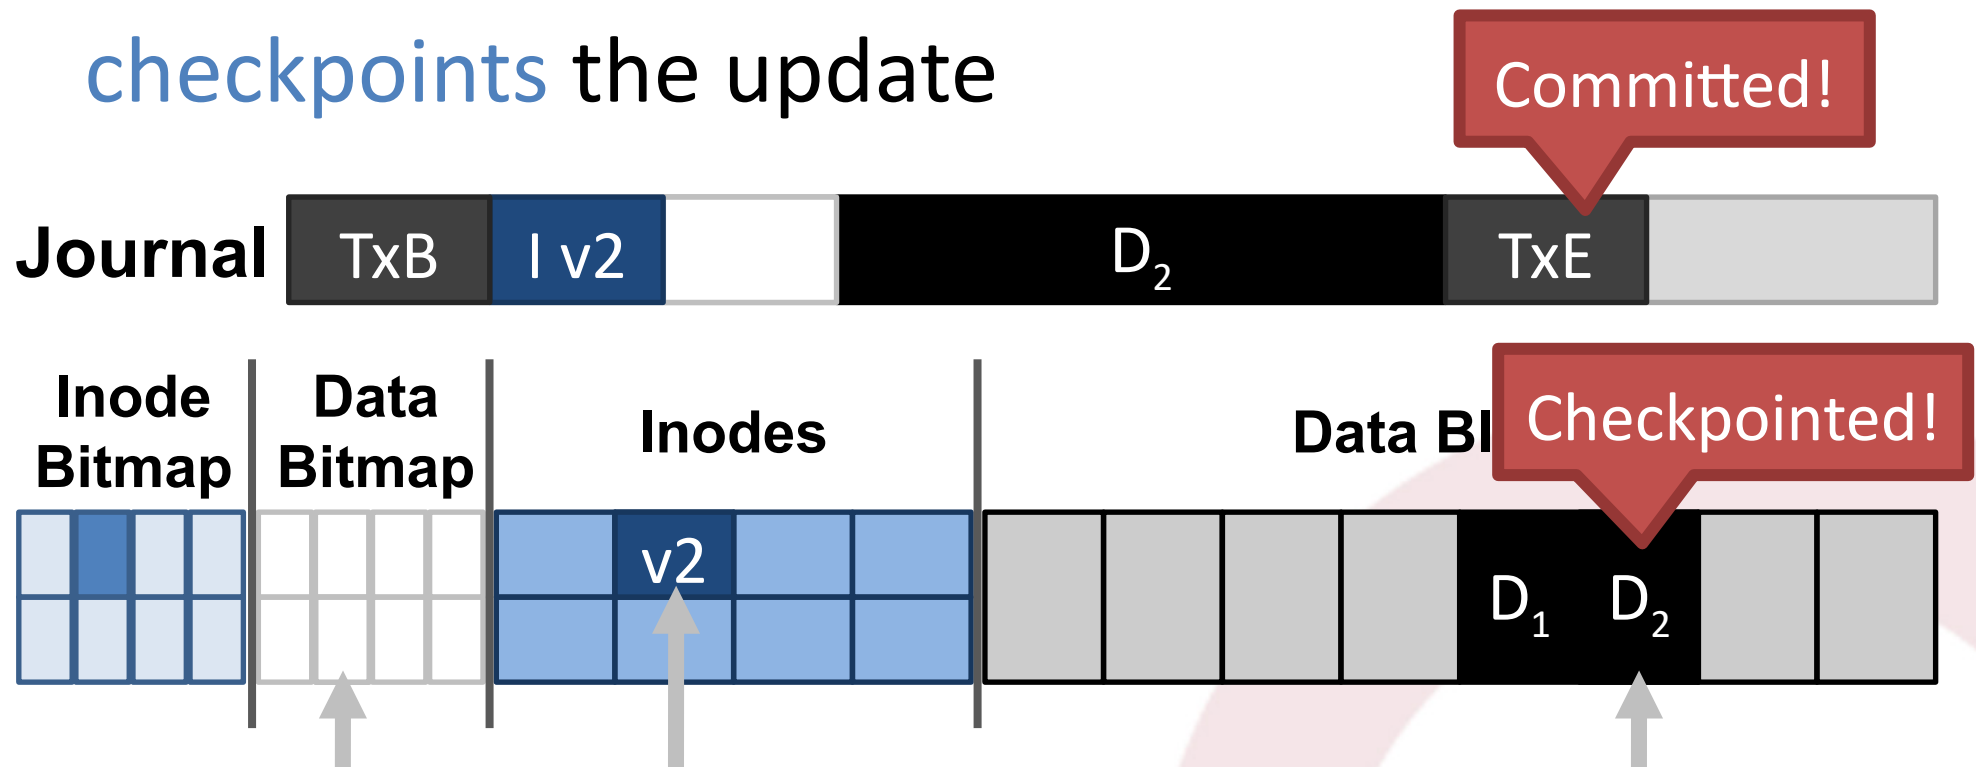 checkpoints the update
Committed!
Journal
TxB
I v2
D2
TxE
Inode
Bitmap
Data
Bitmap
Inodes
Data Bl
Checkpointed!
v2
D1
D2